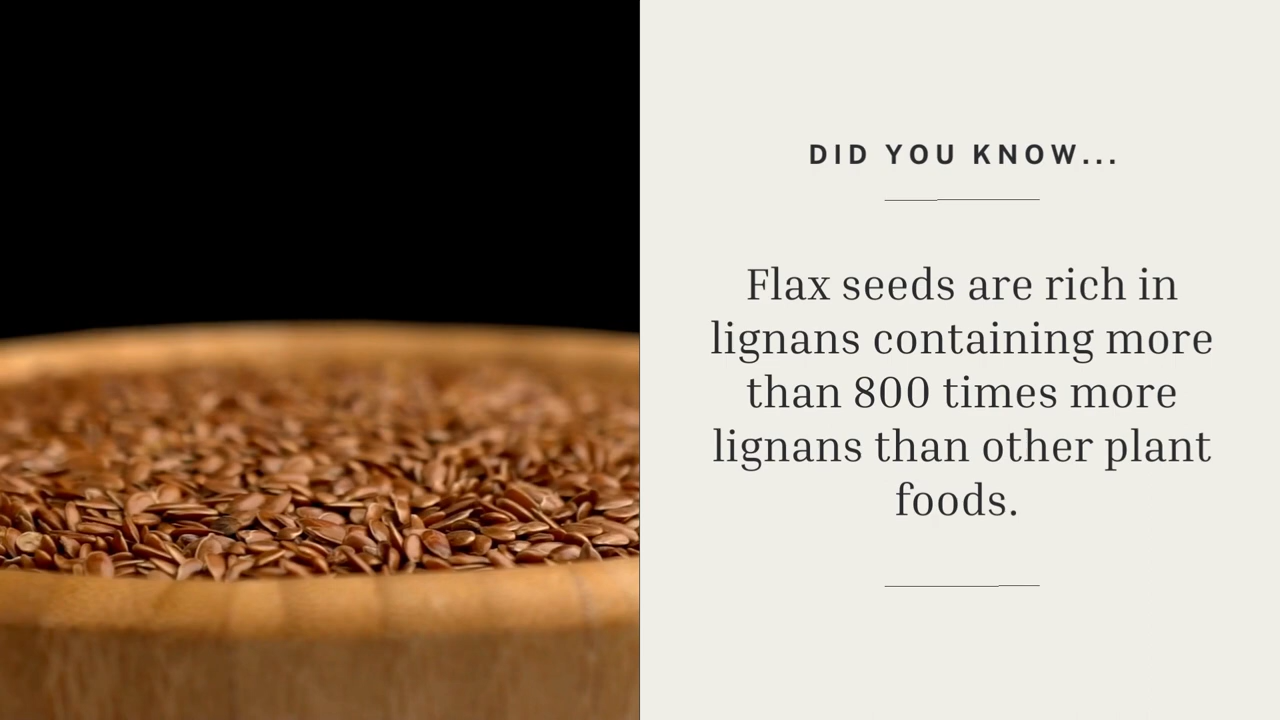 DID YOU KNOW...
Flax seeds are rich in
lignans containing more
than 800 times more
lignans than other plant
foods.